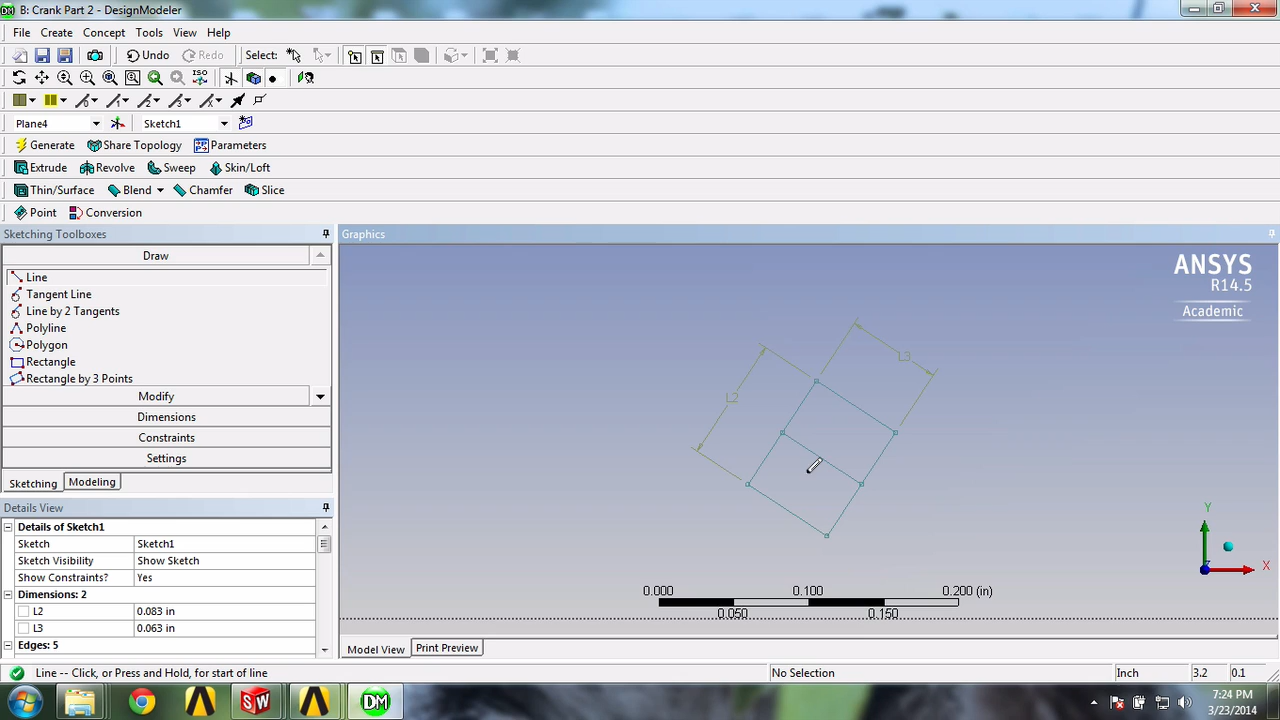 B: Crank Part 2 - DesignModeler
File Create Concept Tools View Help
Undo Redo Select:
ISO
Plane4 Sketch1
Generate Share Topology Parameters
Extrude Revolve Sweep Skin/Loft
Thin/Surface Blend Chamfer Slice
Point Conversion
Sketching Toolboxes
Draw
Line
Tangent Line
Line by 2 Tangents
Polyline
Polygon
Rectangle
Rectangle by 3 Points
Modify
Dimensions
Constraints
Settings
Sketching Modeling
Details View
Details of Sketch1
Sketch Sketch1
Sketch Visibility Show Sketch
Show Constraints? Yes
Dimensions: 2
L2 0.083 in
L3 0.063 in
Edges: 5
Graphics
ANSYS
R14.5
Academic
L3
L2
Y
X
0.000 0.100 0.200 (in)
0.050 0.150
Model View Print Preview
Line -- Click, or Press and Hold, for start of line No Selection Inch 3.2 0.1
SW DM
7:24 PM
3/23/2014